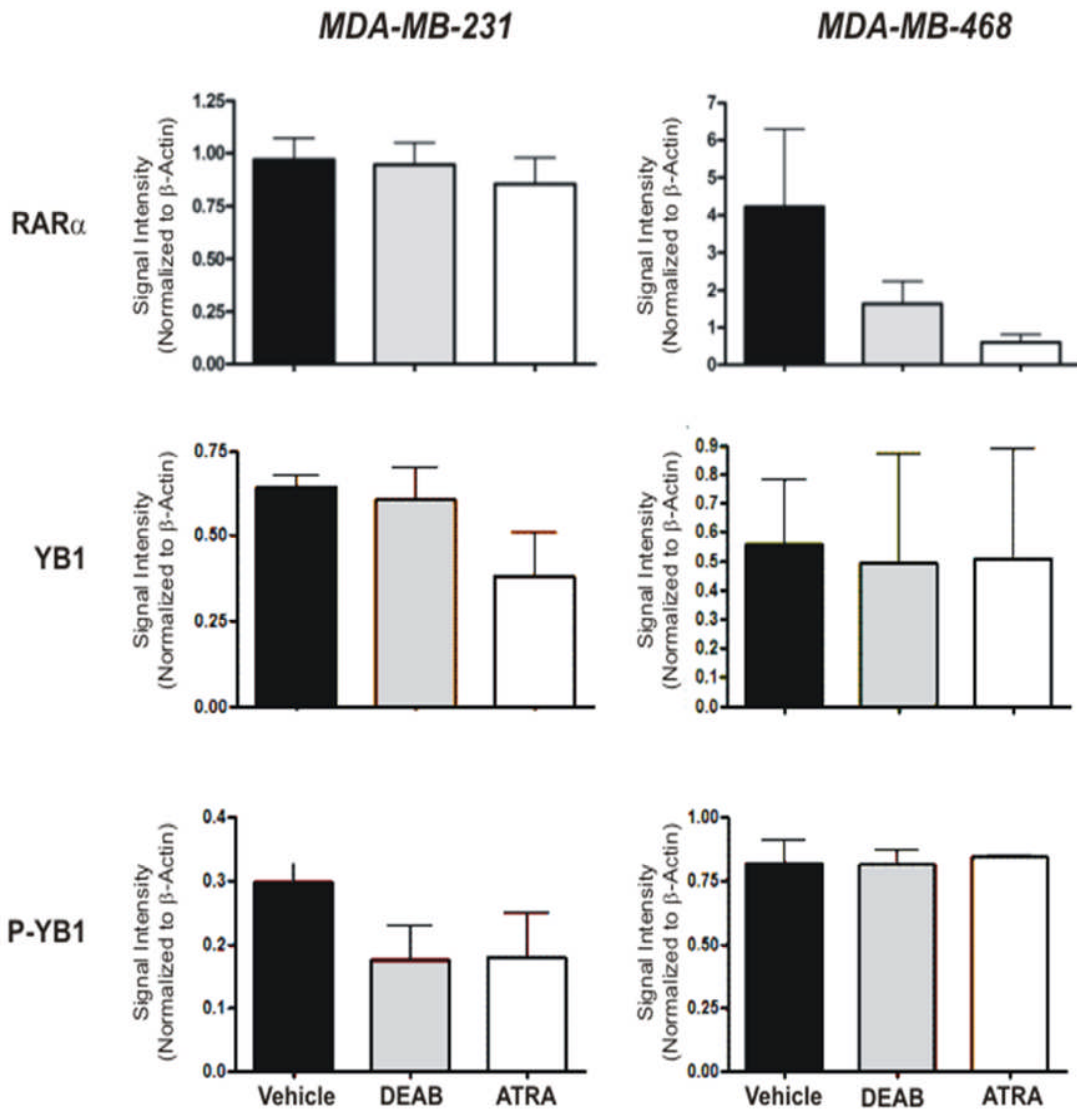 MDA-MB-231 MDA-MB-468
RARα
Signal Intensity
(Normalized to β-Actin)
1.25
1.00
0.75
0.50
0.25
0.00
Signal Intensity
(Normalized to β-Actin)
7
6
5
4
3
2
1
0
YB1
Signal Intensity
(Normalized to β-Actin)
0.75
0.50
0.25
0.00
Signal Intensity
(Normalized to β-Actin)
0.9
0.8
0.7
0.6
0.5
0.4
0.3
0.2
0.1
0.0
P-YB1
Signal Intensity
(Normalized to β-Actin)
0.4
0.3
0.2
0.1
0.0
Vehicle DEAB ATRA
Signal Intensity
(Normalized to β-Actin)
1.00
0.75
0.50
0.25
0.00
Vehicle DEAB ATRA